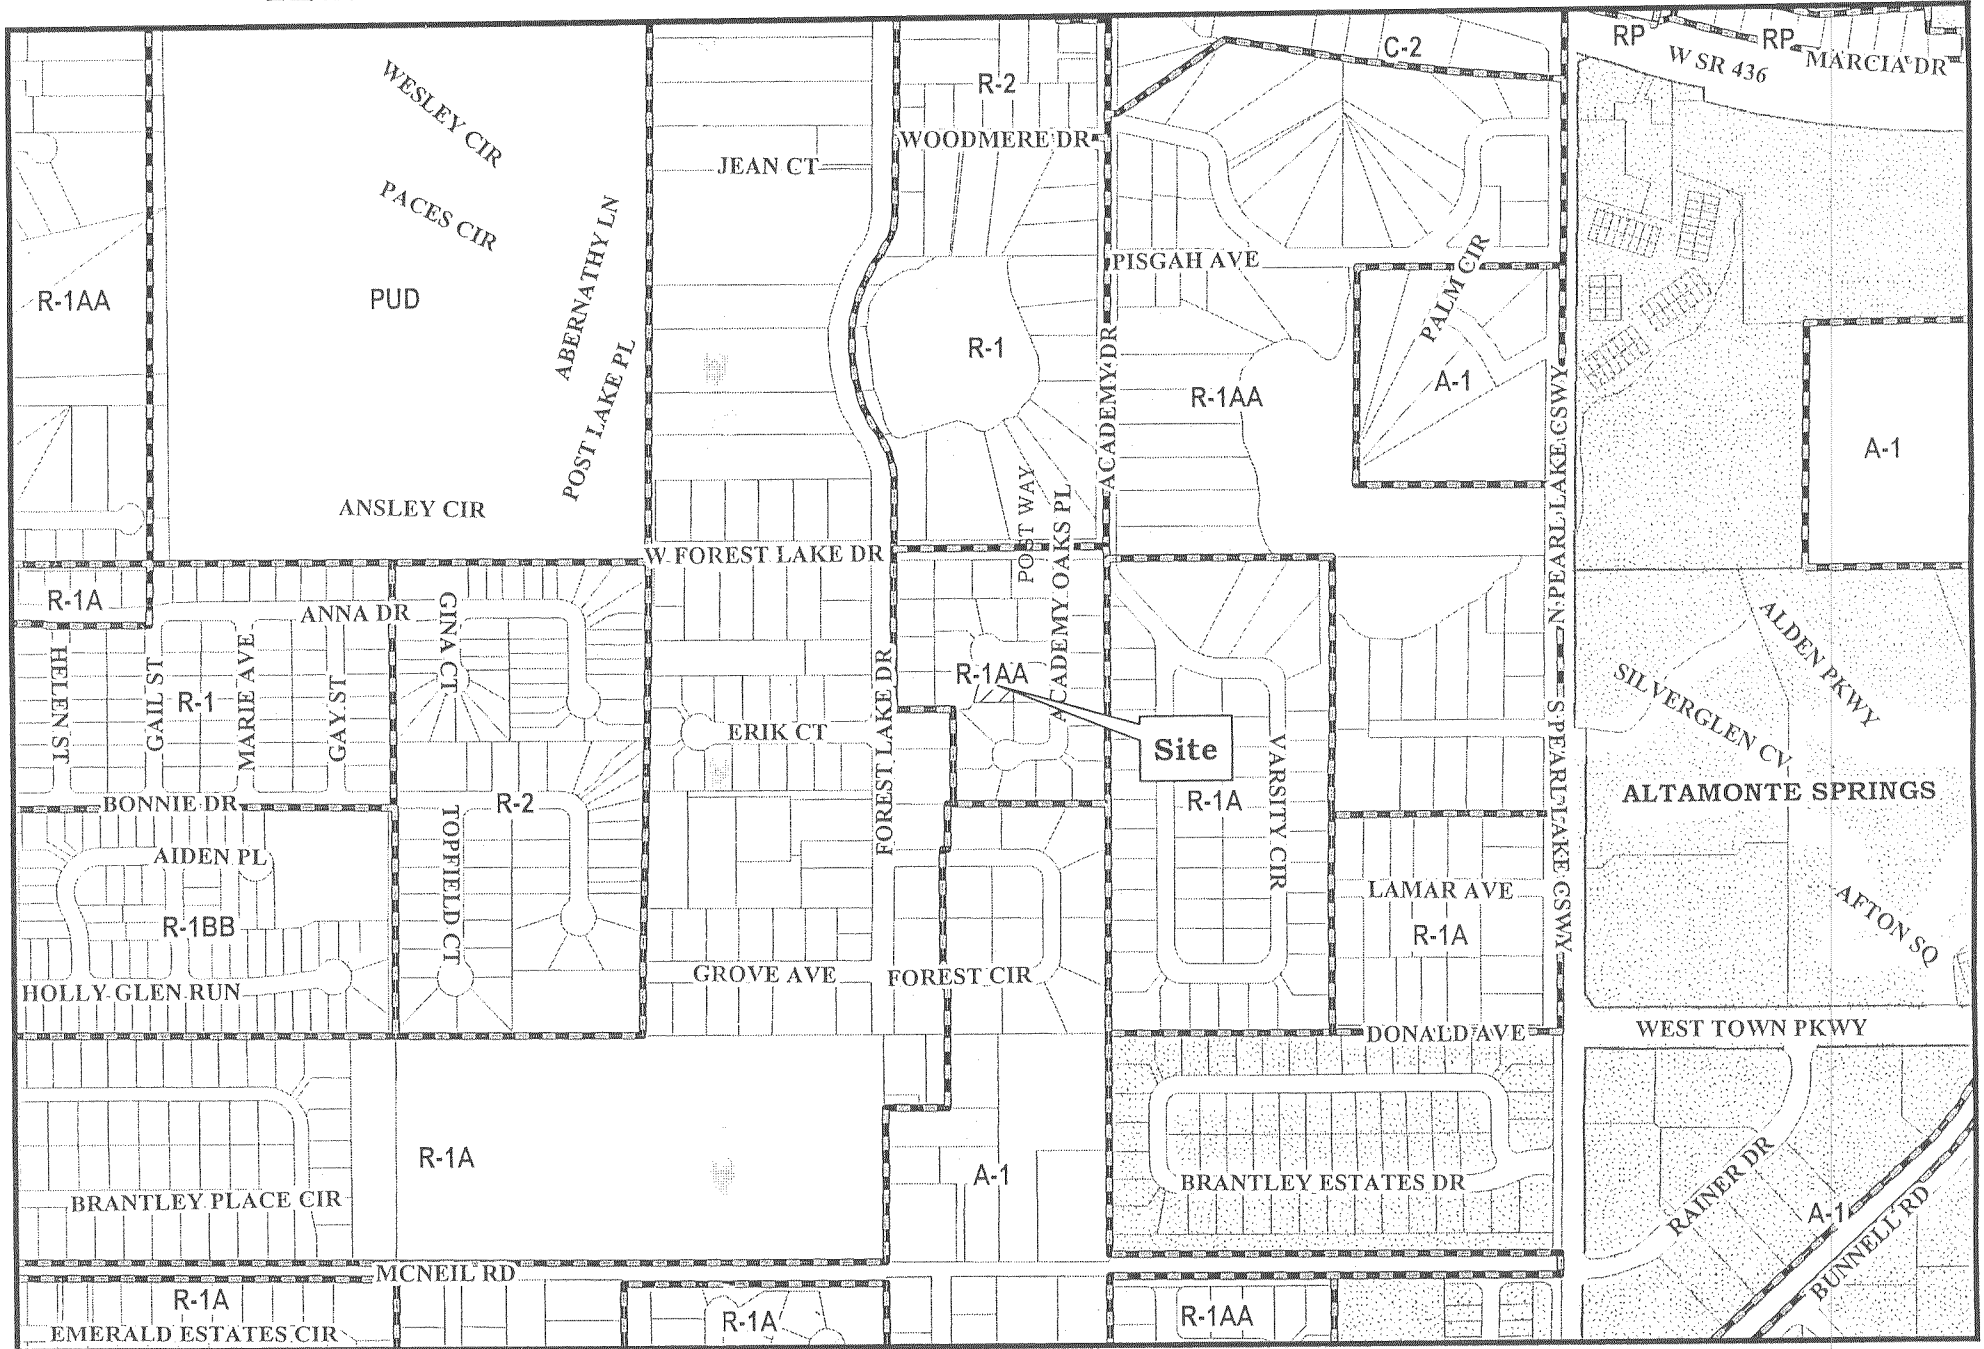 RP
RP
C-2
W SR 436
MARCIA DR
WESLEY CIR
R-2
WOODMERE DR
JEAN CT
PACES CIR
ABERNATHY LN
PISGAH AVE
PALM CIR
R-1AA
PUD
R-1
ACADEMY DR
POST LAKE PL
R-1AA
A-1
N PEARL LAKE CSWY
A-1
ANSLEY CIR
POST WAY
ACADEMY OAKS PL
W FOREST LAKE DR
R-1A
ANNA DR
GINA CT
HELEN ST
GAIL ST
R-1
MARIE AVE
GAY ST
R-1AA
ERIK CT
FOREST LAKE DR
Site
VARSITY CIR
R-1A
S PEARL LAKE CSWY
ALDEN PKWY
SILVERGLEN CV
ALTAMONTE SPRINGS
BONNIE DR
R-2
TOPFIELD CT
AIDEN PL
R-1BB
LAMAR AVE
R-1A
AFTON SQ
HOLLY GLEN RUN
GROVE AVE
FOREST CIR
DONALD AVE
WEST TOWN PKWY
R-1A
A-1
BRANTLEY PLACE CIR
BRANTLEY ESTATES DR
RAINER DR
A-1
BUNNELL RD
MCNEIL RD
R-1A
R-1A
R-1AA
EMERALD ESTATES CIR